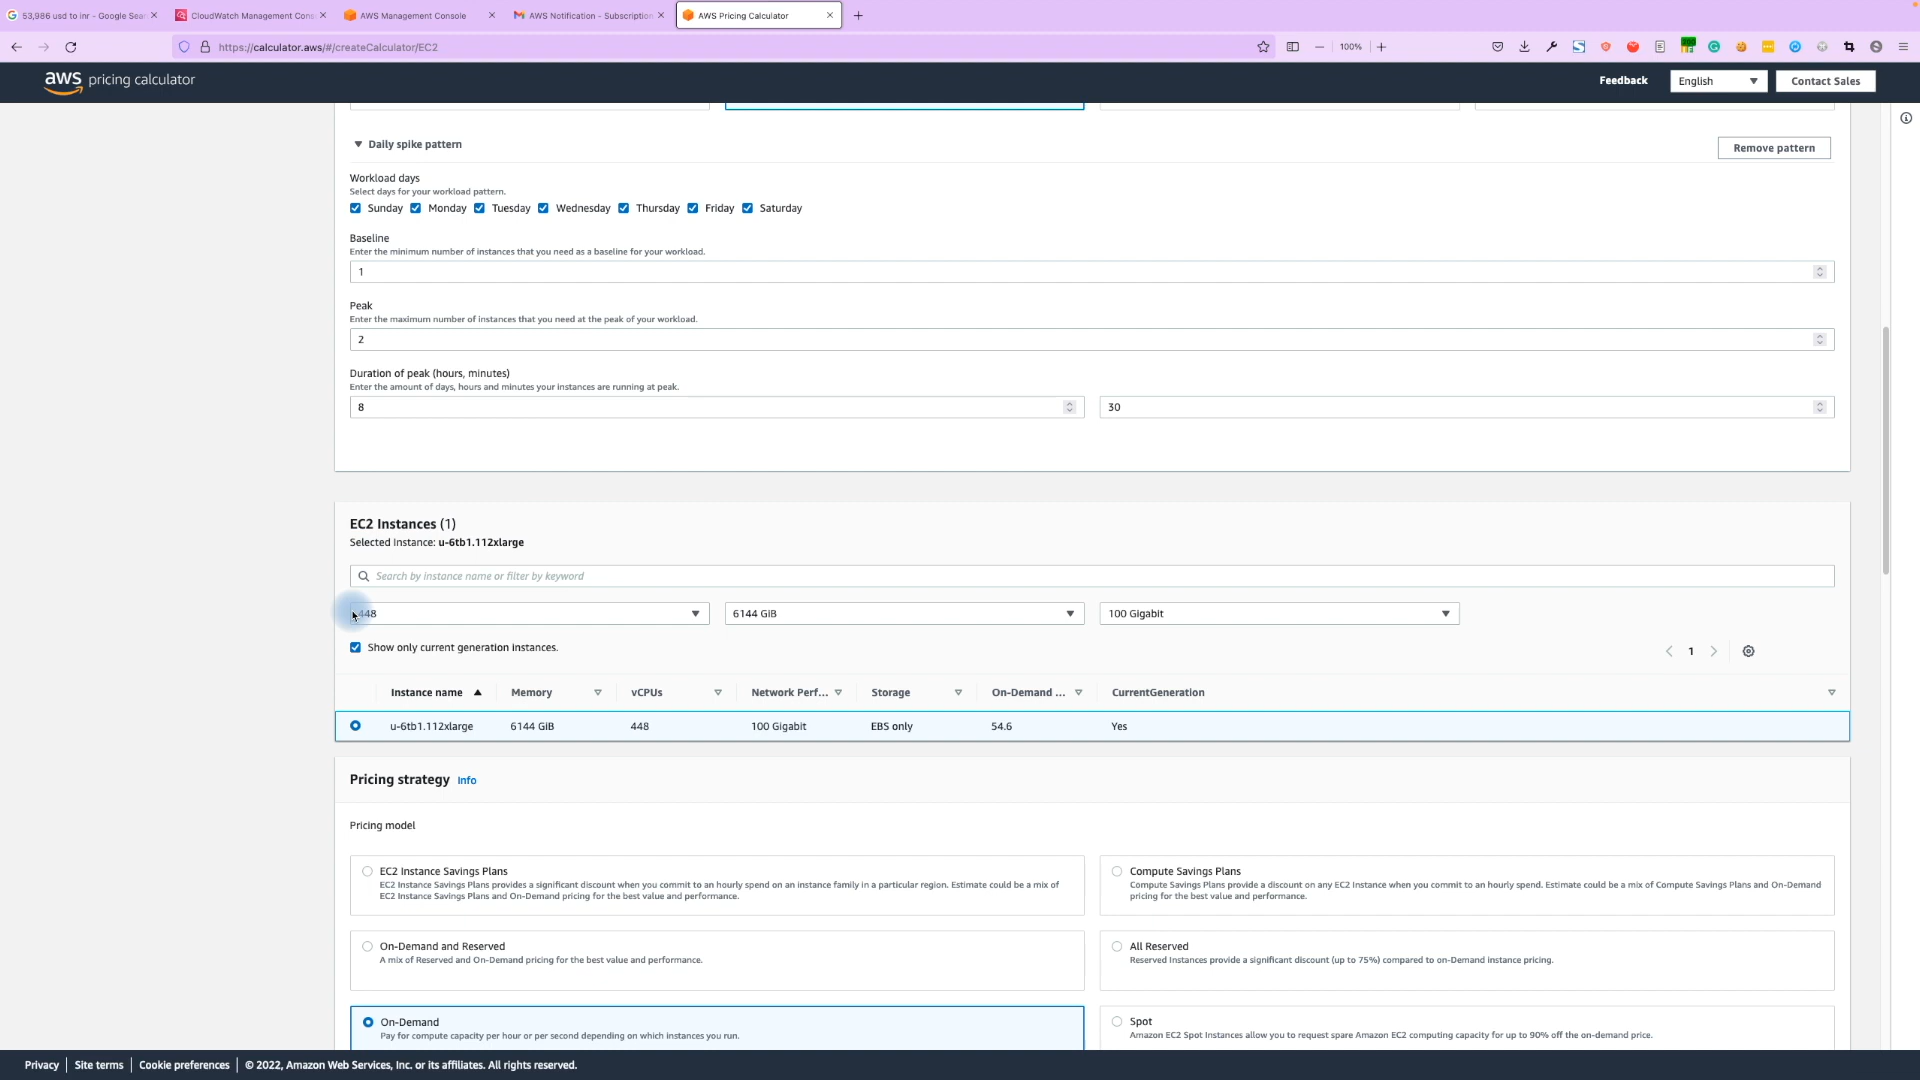 53,986 usd to inr - Google Sear
CloudWatch Management Con
AWS Management Console
AWS Notification - Subscription
AWS Pricing Calculator
https://calculator.aws/#/createCalculator/EC2
100%
aws pricing calculator
Feedback
English
Contact Sales
Daily spike pattern
Remove pattern
Workload days
Select days for your workload pattern.
Sunday Monday Tuesday Wednesday Thursday Friday Saturday
Baseline
Enter the minimum number of instances that you need as a baseline for your workload.
1
Peak
Enter the maximum number of instances that you need at the peak of your workload.
2
Duration of peak (hours, minutes)
Enter the amount of days, hours and minutes your instances are running at peak.
8
30
EC2 Instances (1)
Selected Instance: u-6tb1.112xlarge
Search by instance name or filter by keyword
448
6144 GiB
100 Gigabit
Show only current generation instances.
1
Instance name Memory vCPUs Network Perf... Storage On-Demand ... CurrentGeneration
u-6tb1.112xlarge 6144 GiB 448 100 Gigabit EBS only 54.6 Yes
Pricing strategy Info
Pricing model
EC2 Instance Savings Plans
EC2 Instance Savings Plans provides a significant discount when you commit to an hourly spend on an instance family in a particular region. Estimate could be a mix of
EC2 Instance Savings Plans and On-Demand pricing for the best value and performance.
Compute Savings Plans
Compute Savings Plans provide a discount on any EC2 Instance when you commit to an hourly spend. Estimate could be a mix of Compute Savings Plans and On-Demand
pricing for the best value and performance.
On-Demand and Reserved
A mix of Reserved and On-Demand pricing for the best value and performance.
All Reserved
Reserved Instances provide a significant discount (up to 75%) compared to on-Demand instance pricing.
On-Demand
Pay for compute capacity per hour or per second depending on which instances you run.
Spot
Amazon EC2 Spot Instances allow you to request spare Amazon EC2 computing capacity for up to 90% off the on-demand price.
Privacy | Site terms | Cookie preferences | © 2022, Amazon Web Services, Inc. or its affiliates. All rights reserved.